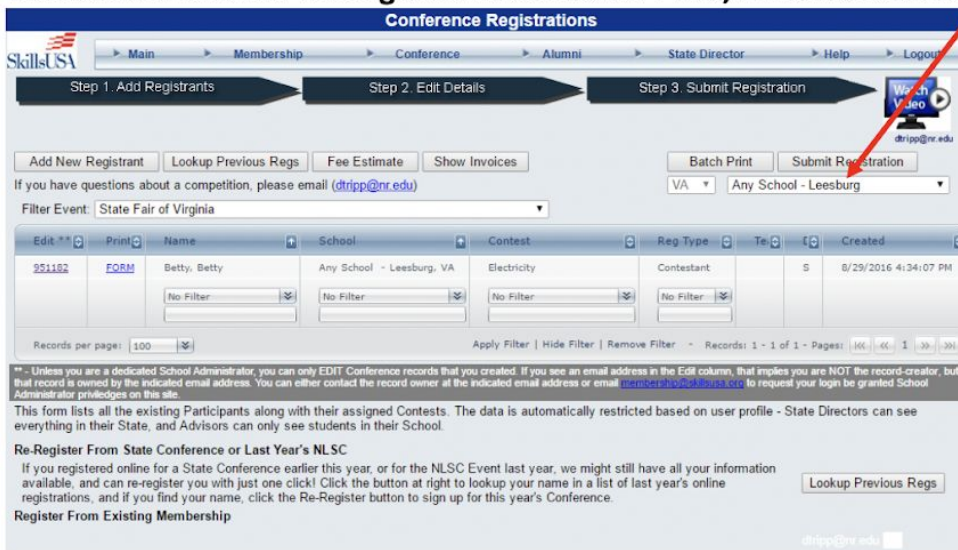 Conference Registrations
SkillsUSA
Main Membership Conference Alumni State Director Help Logout
Step 1. Add Registrants Step 2. Edit Details Step 3. Submit Registration
Watch
Video
dtripp@nr.edu
Add New Registrant Lookup Previous Regs Fee Estimate Show Invoices Batch Print Submit Registration
If you have questions about a competition, please email (dtripp@nr.edu) VA Any School - Leesburg
Filter Event: State Fair of Virginia
Edit ** Print Name School Contest Reg Type Te Created
951182 FORM Betty, Betty Any School - Leesburg, VA Electricity Contestant S 8/29/2016 4:34:07 PM
No Filter No Filter No Filter No Filter
Records per page: 100 Apply Filter | Hide Filter | Remove Filter - Records: 1 - 1 of 1 - Pages: 1
** - Unless you are a dedicated School Administrator, you can only EDIT Conference records that you created. If you see an email address in the Edit column, that implies you are NOT the record-creator, but
that record is owned by the indicated email address. You can either contact the record owner at the indicated email address or email membership@skillsusa.org to request your login be granted School
Administrator priviledges on this site.
This form lists all the existing Participants along with their assigned Contests. The data is automatically restricted based on user profile - State Directors can see
everything in their State, and Advisors can only see students in their School.
Re-Register From State Conference or Last Year's NLSC
If you registered online for a State Conference earlier this year, or for the NLSC Event last year, we might still have all your information
available, and can re-register you with just one click! Click the button at right to lookup your name in a list of last year's online
registrations, and if you find your name, click the Re-Register button to sign up for this year's Conference.
Lookup Previous Regs
Register From Existing Membership
dtripp@nr.edu